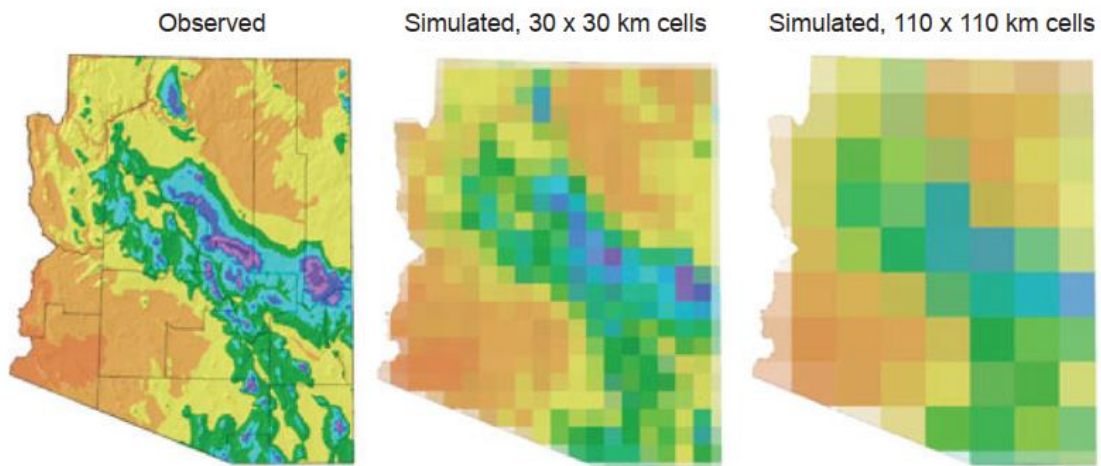 Observed
Simulated, 30 x 30 km cells
Simulated, 110 x 110 km cells